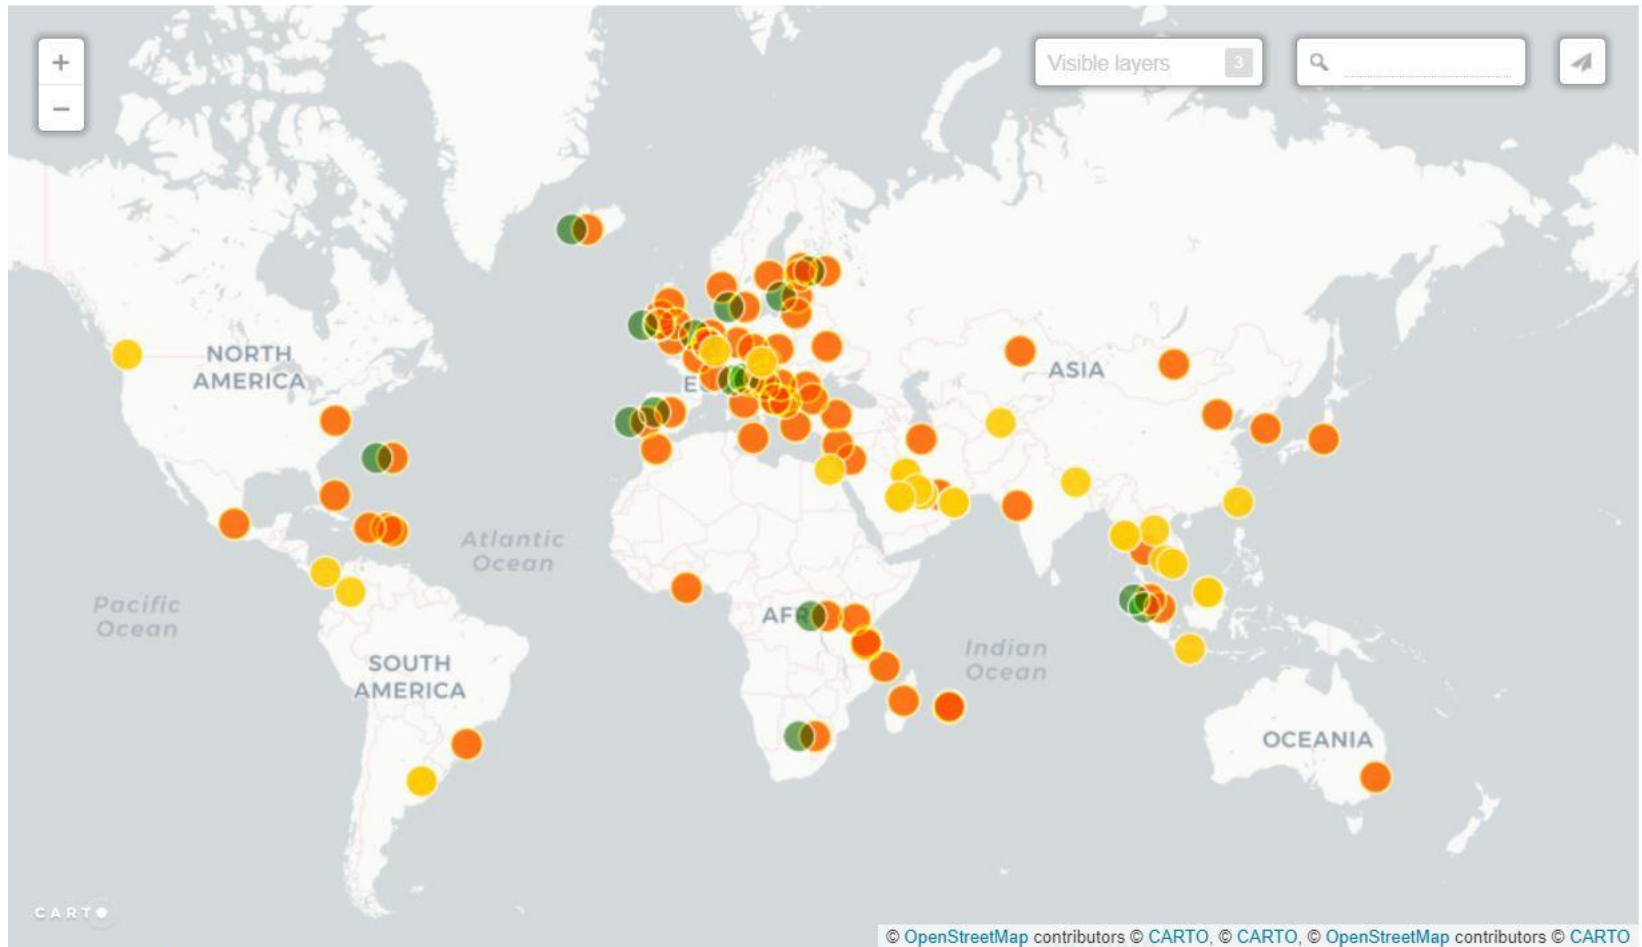 +
Visible layers 3
−
NORTH
AMERICA
ASIA
E
Atlantic
Ocean
Pacific
Ocean
AFR
Indian
Ocean
SOUTH
AMERICA
OCEANIA
CARTO
© OpenStreetMap contributors © CARTO, © CARTO, © OpenStreetMap contributors © CARTO